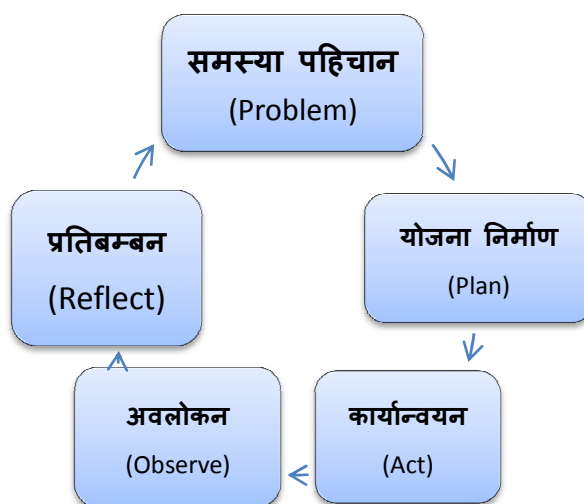 समस्या पहिचान
(Problem)
योजना निर्माण
(Plan)
कार्यान्वयन
(Act)
अवलोकन
(Observe)
प्रतिबम्बन
(Reflect)